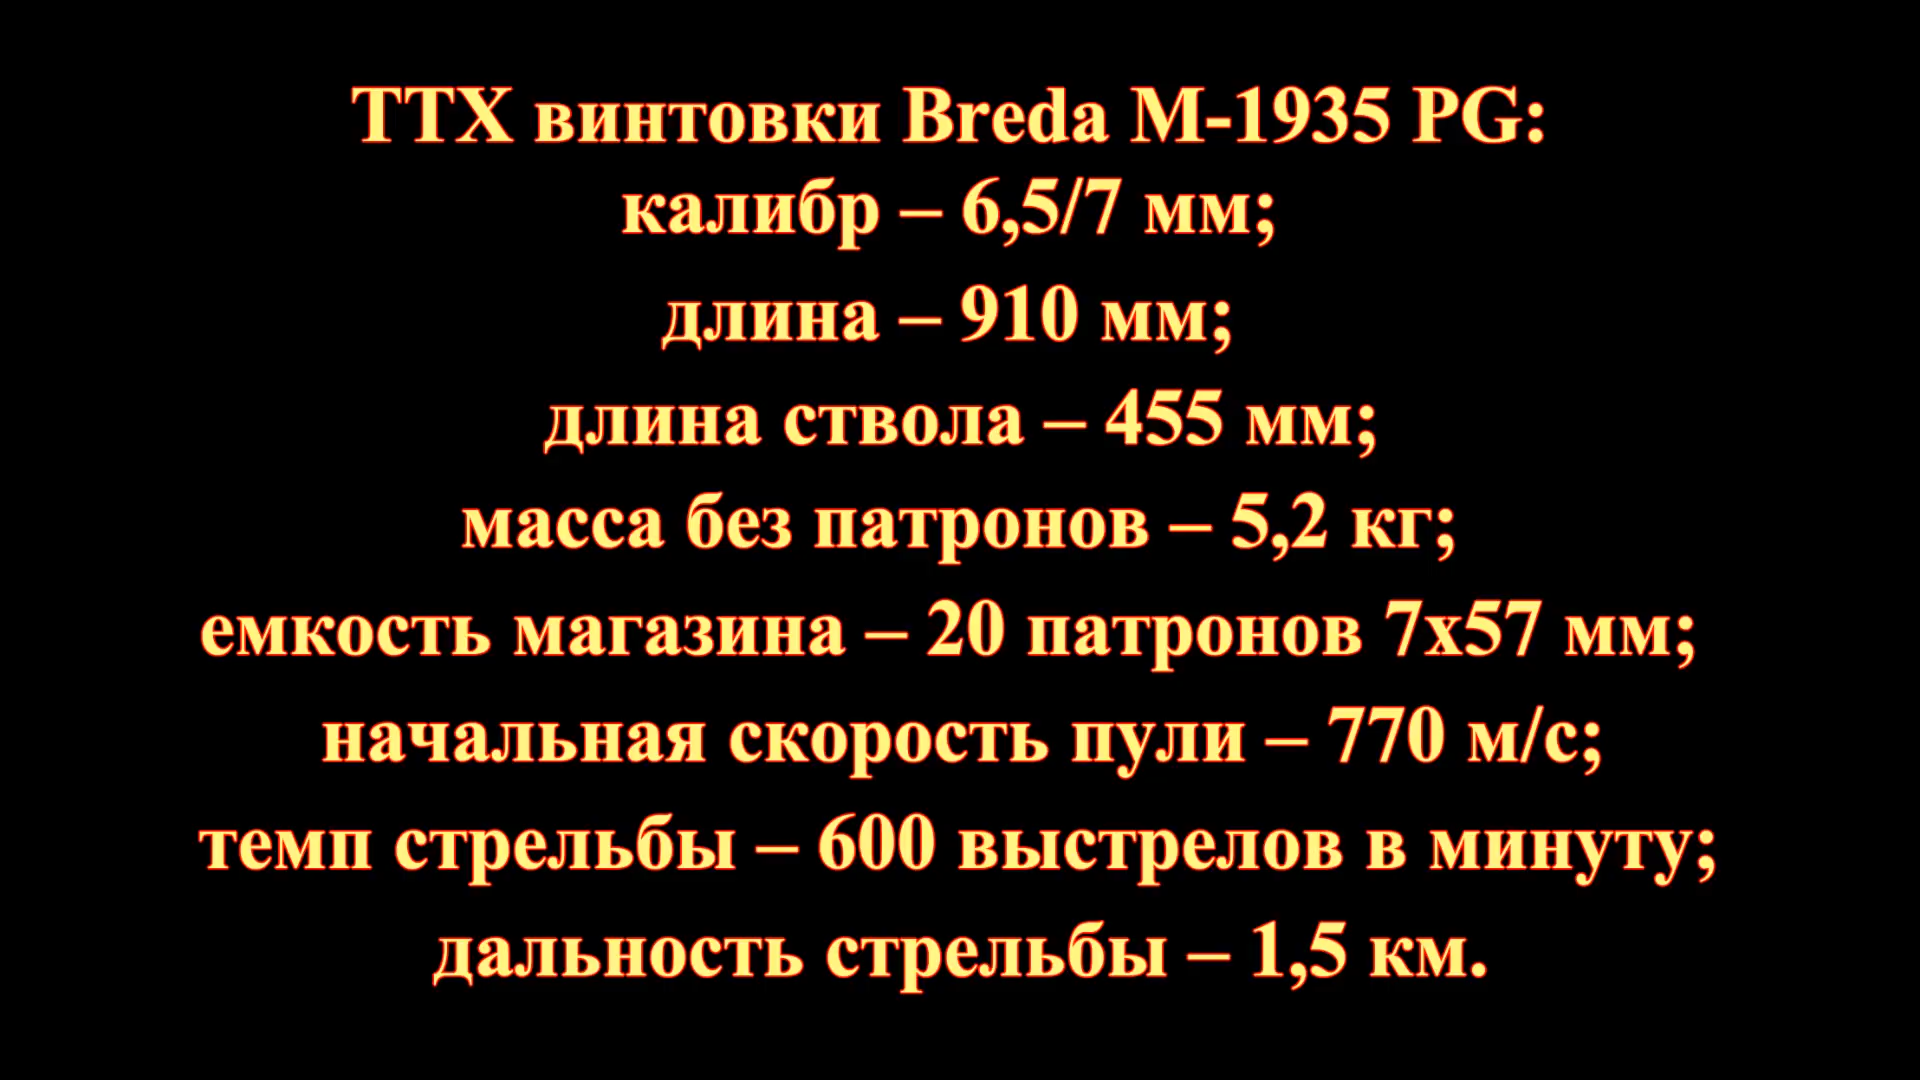 ТТХ винтовки Breda M-1935 PG:
калибр – 6,5/7 мм;
длина – 910 мм;
длина ствола – 455 мм;
масса без патронов – 5,2 кг;
емкость магазина – 20 патронов 7х57 мм;
начальная скорость пули – 770 м/с;
темп стрельбы – 600 выстрелов в минуту;
дальность стрельбы – 1,5 км.